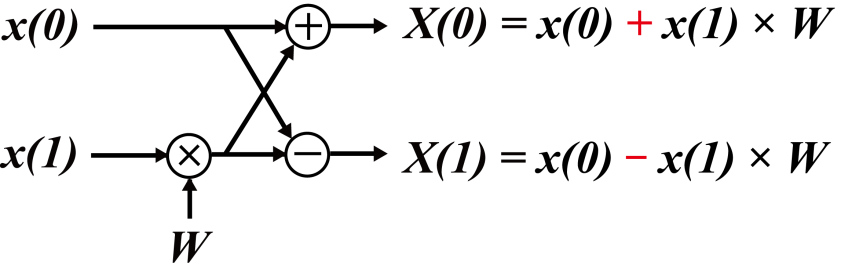 x(0) + X(0) = x(0) + x(1) × W
x(1) × − X(1) = x(0) − x(1) × W
W